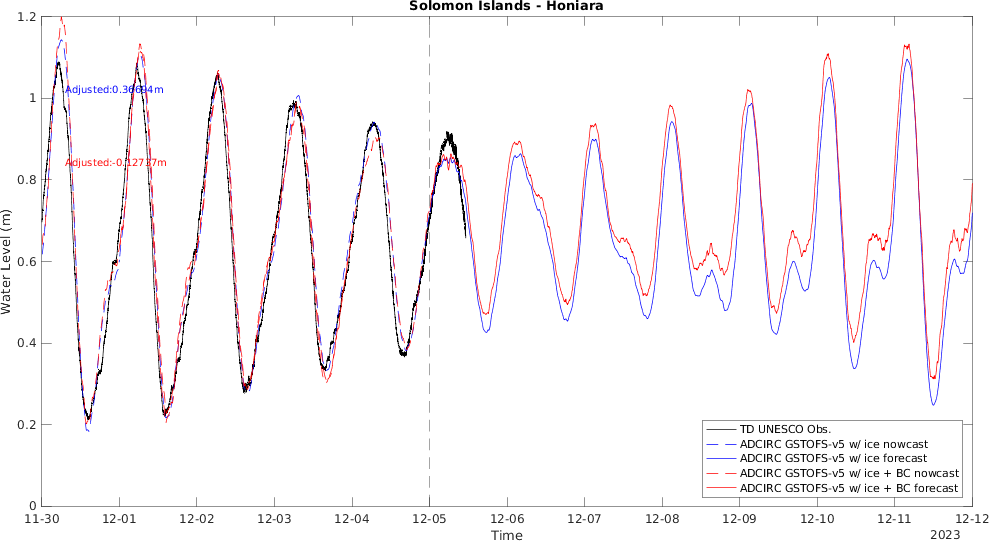 Solomon Islands - Honiara
1.2
1
0.8
0.6
0.4
0.2
0
Water Level (m)
Adjusted:0.36694m
Adjusted:-0.12717m
TD UNESCO Obs.
ADCIRC GSTOFS-v5 w/ ice nowcast
ADCIRC GSTOFS-v5 w/ ice forecast
ADCIRC GSTOFS-v5 w/ ice + BC nowcast
ADCIRC GSTOFS-v5 w/ ice + BC forecast
11-30 12-01 12-02 12-03 12-04 12-05 12-06 12-07 12-08 12-09 12-10 12-11 12-12
Time
2023